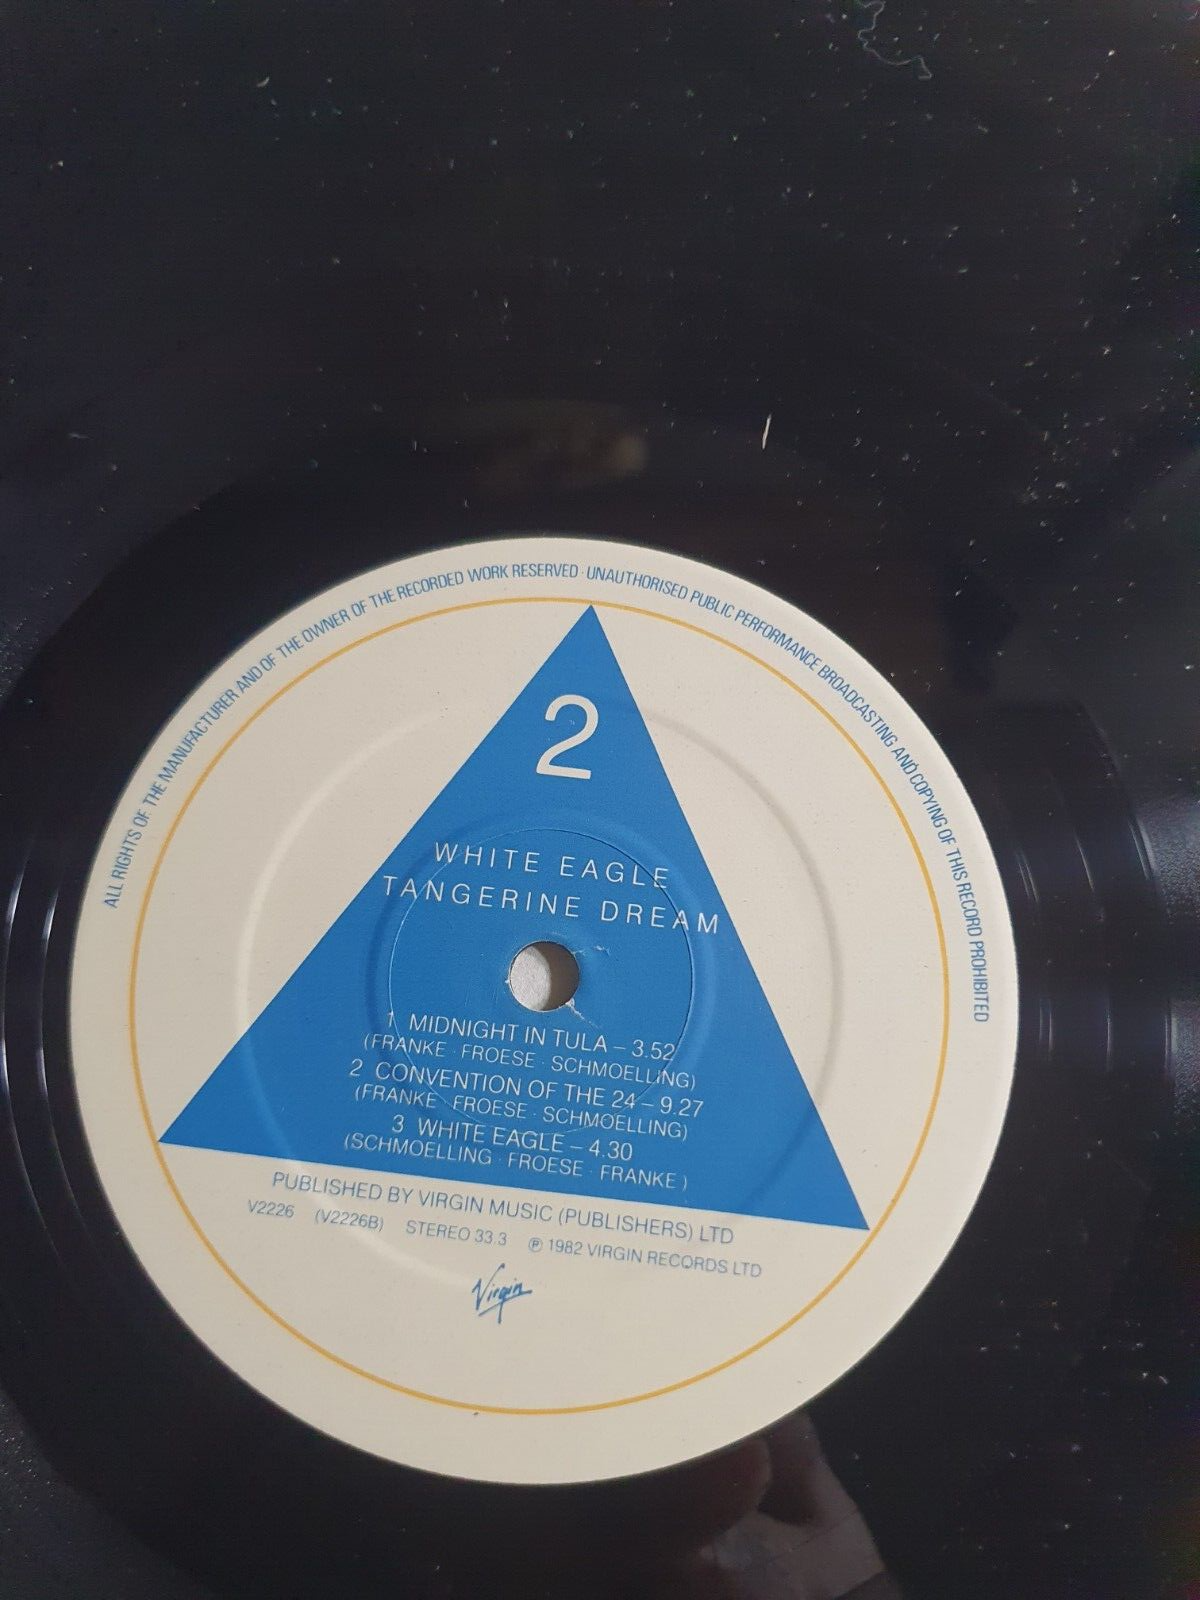 ALL RIGHTS OF THE MANUFACTURER AND OF THE OWNER OF THE RECORDED WORK RESERVED · UNAUTHORISED PUBLIC PERFORMANCE BROADCASTING AND COPYING OF THIS RECORD PROHIBITED
2
WHITE EAGLE
TANGERINE DREAM
1 MIDNIGHT IN TULA – 3.52
(FRANKE · FROESE · SCHMOELLING)
2 CONVENTION OF THE 24 – 9.27
(FRANKE · FROESE · SCHMOELLING)
3 WHITE EAGLE – 4.30
(SCHMOELLING · FROESE · FRANKE )
PUBLISHED BY VIRGIN MUSIC (PUBLISHERS) LTD
V2226 (V2226B) STEREO 33.3 ℗ 1982 VIRGIN RECORDS LTD
Virgin